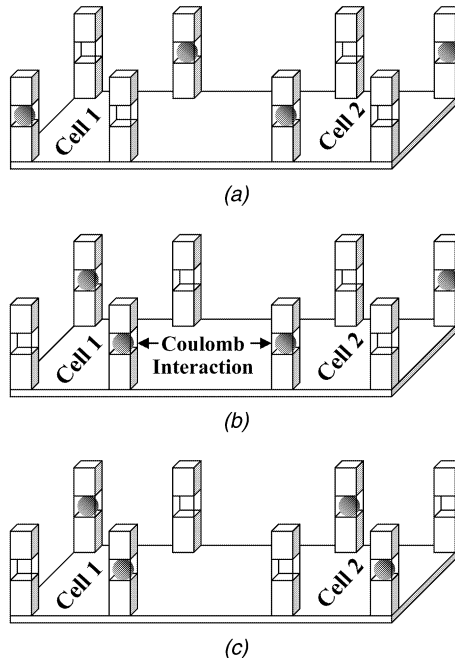 Cell 1
Cell 2
(a)
Coulomb
Interaction
Cell 1
Cell 2
(b)
Cell 1
Cell 2
(c)